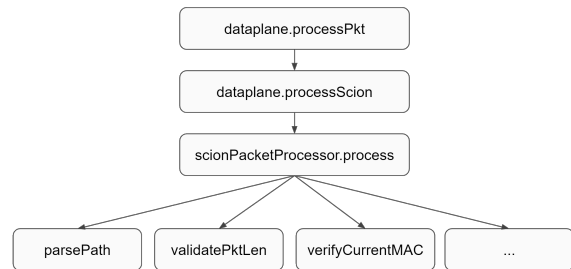 dataplane.processPkt
dataplane.processScion
scionPacketProcessor.process
parsePath
validatePktLen
verifyCurrentMAC
...